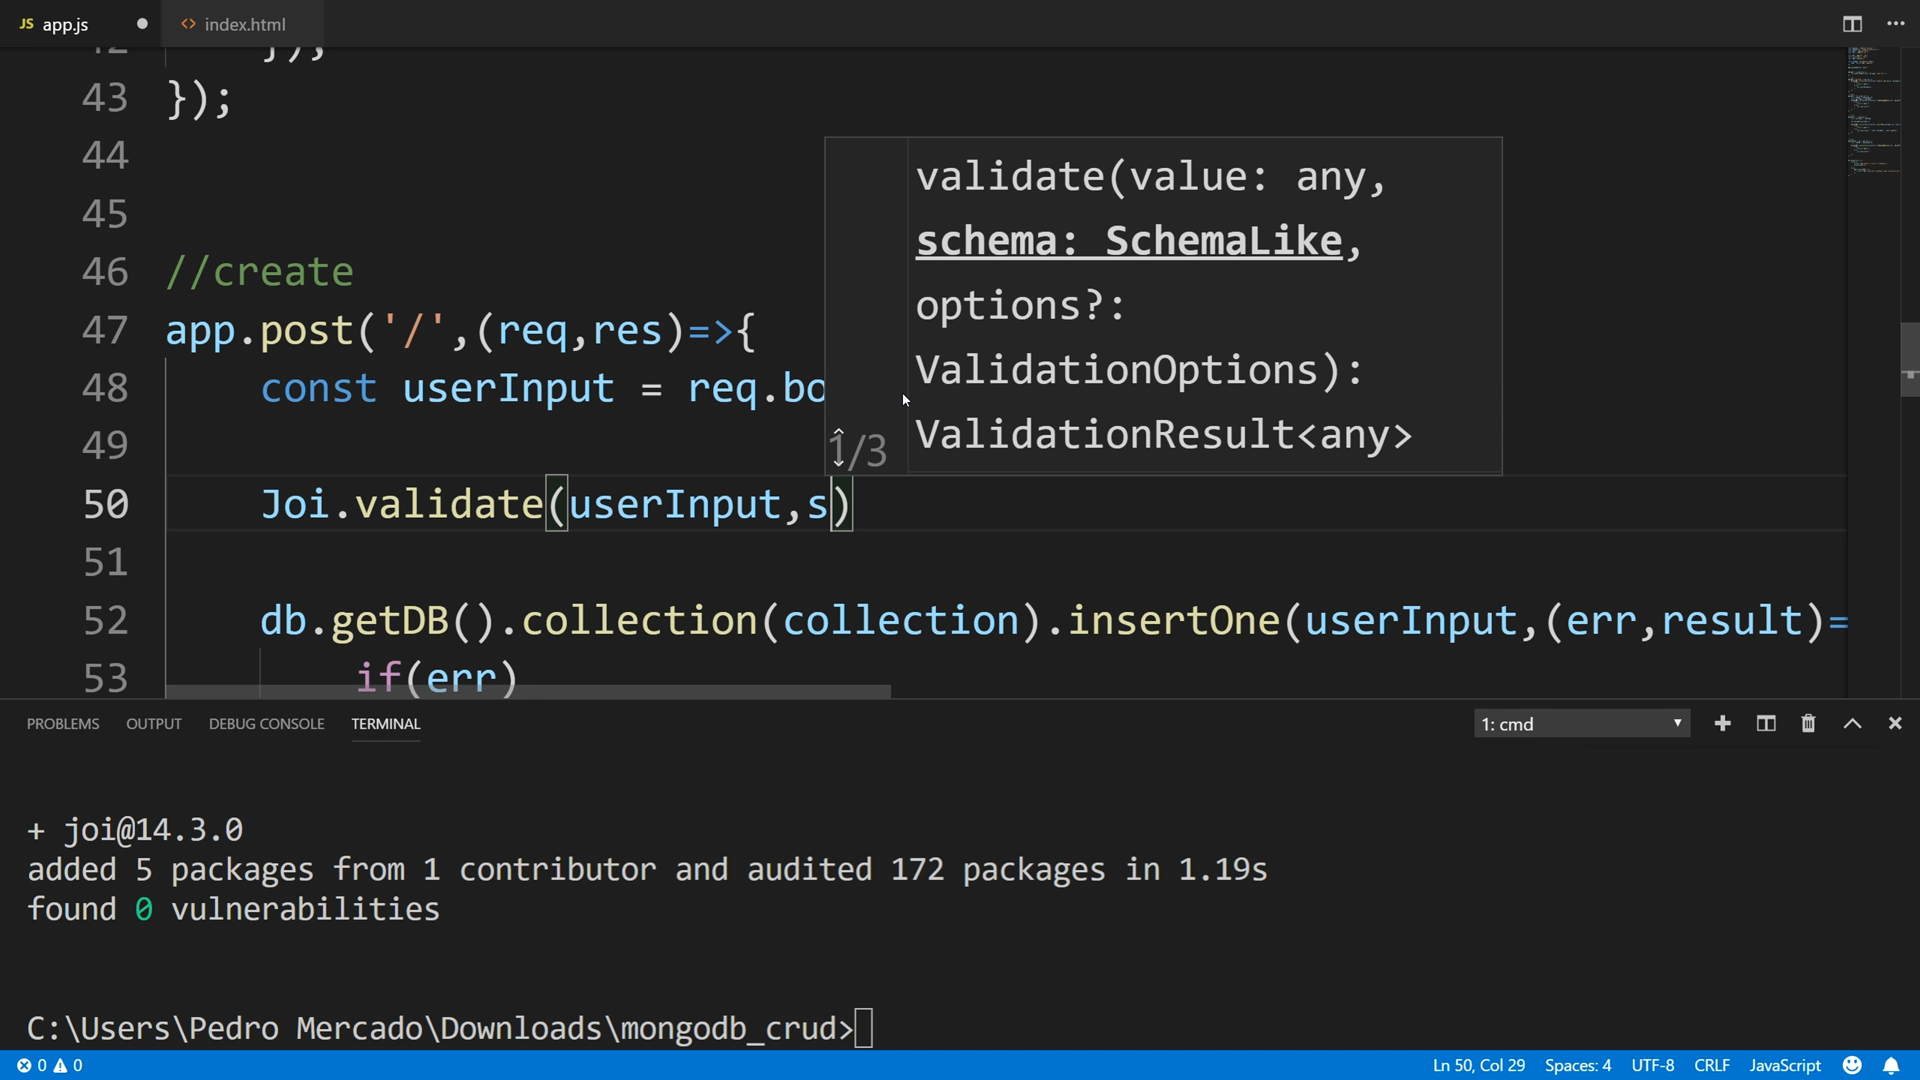 JS app.js
<> index.html
42 });
43 });
44
45
46 //create
47 app.post('/',(req,res)=>{
48 const userInput = req.bo
49
50 Joi.validate(userInput,s)
51
52 db.getDB().collection(collection).insertOne(userInput,(err,result)=
53 if(err)
validate(value: any,
schema: SchemaLike,
options?:
ValidationOptions):
ValidationResult<any>
1/3
PROBLEMS OUTPUT DEBUG CONSOLE TERMINAL
1: cmd
+ joi@14.3.0
added 5 packages from 1 contributor and audited 172 packages in 1.19s
found 0 vulnerabilities
C:\Users\Pedro Mercado\Downloads\mongodb_crud>
0 0
Ln 50, Col 29 Spaces: 4 UTF-8 CRLF JavaScript